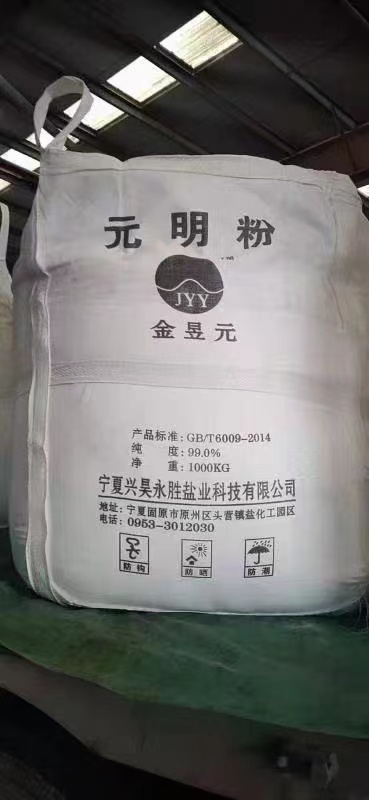 元明粉
JYY
金昱元
产品标准: GB/T6009-2014
纯 度: 99.0%
净 重: 1000KG
宁夏兴昊永胜盐业科技有限公司
地址: 宁夏固原市原州区头营镇盐化工园区
电话: 0953-3012030
防钩 防晒 防潮